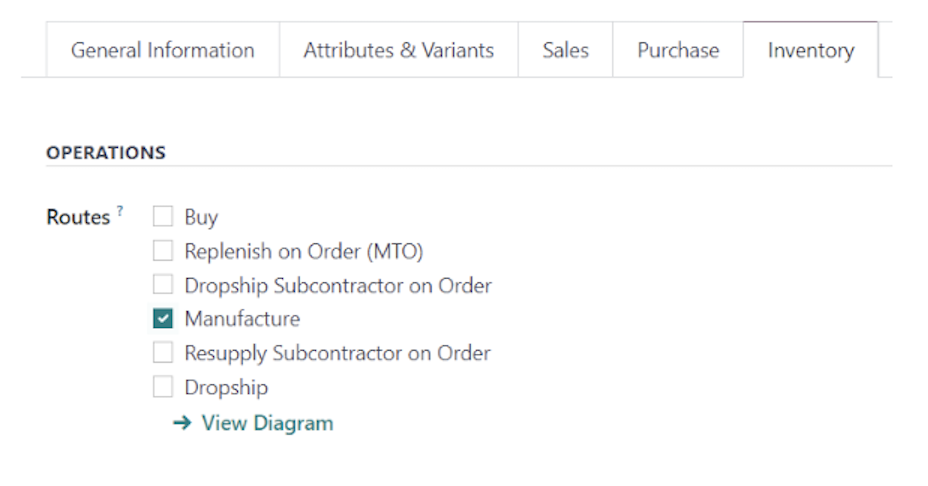 General Information Attributes & Variants Sales Purchase Inventory
OPERATIONS
Routes ? Buy
Replenish on Order (MTO)
Dropship Subcontractor on Order
Manufacture
Resupply Subcontractor on Order
Dropship
→ View Diagram